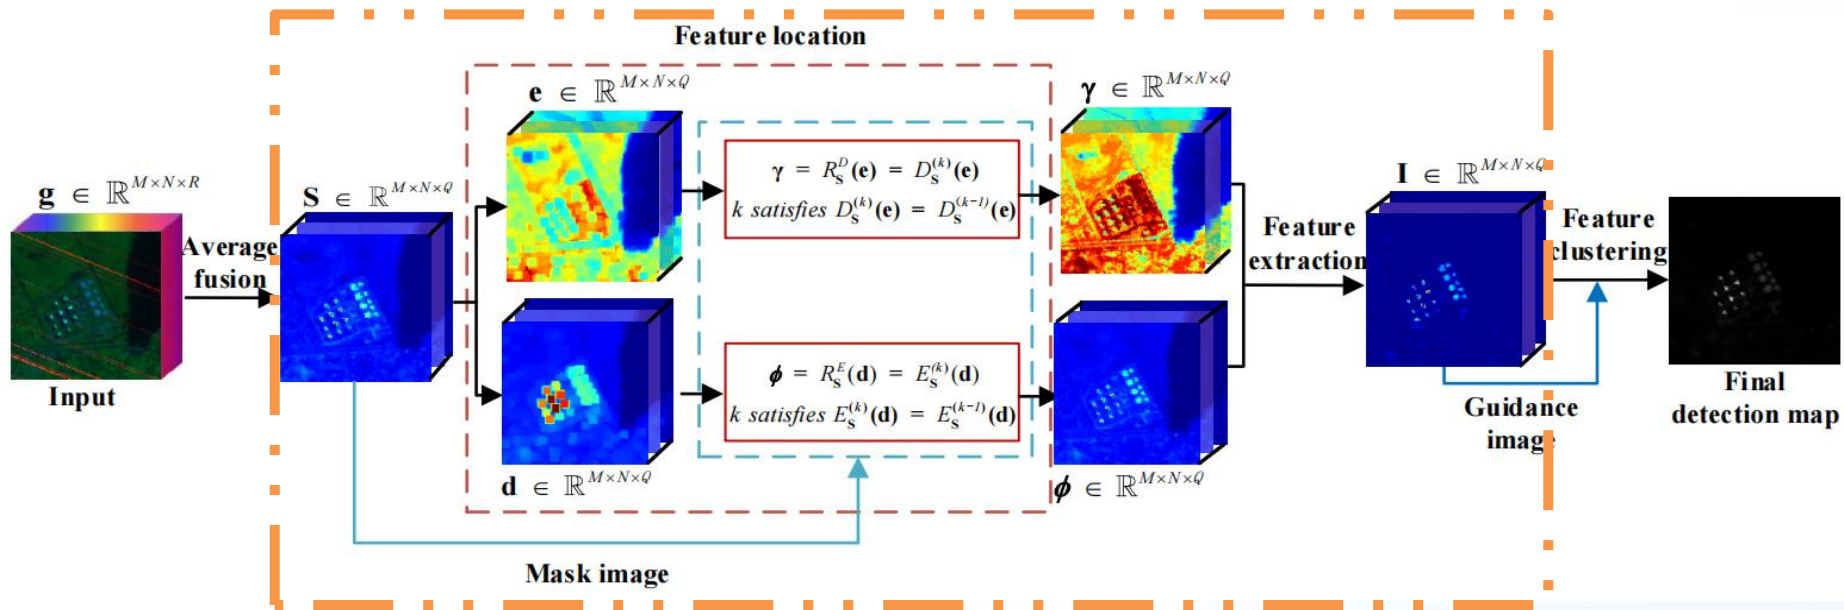 Feature location
g ∈ ℝ^{M×N×R}
Input
Average
fusion
S ∈ ℝ^{M×N×Q}
e ∈ ℝ^{M×N×Q}
d ∈ ℝ^{M×N×Q}
γ = R_S^D(e) = D_S^{(k)}(e)
k satisfies D_S^{(k)}(e) = D_S^{(k-1)}(e)
ϕ = R_S^E(d) = E_S^{(k)}(d)
k satisfies E_S^{(k)}(d) = E_S^{(k-1)}(d)
Mask image
γ ∈ ℝ^{M×N×Q}
ϕ ∈ ℝ^{M×N×Q}
Feature
extraction
I ∈ ℝ^{M×N×Q}
Guidance
image
Feature
clustering
Final
detection map